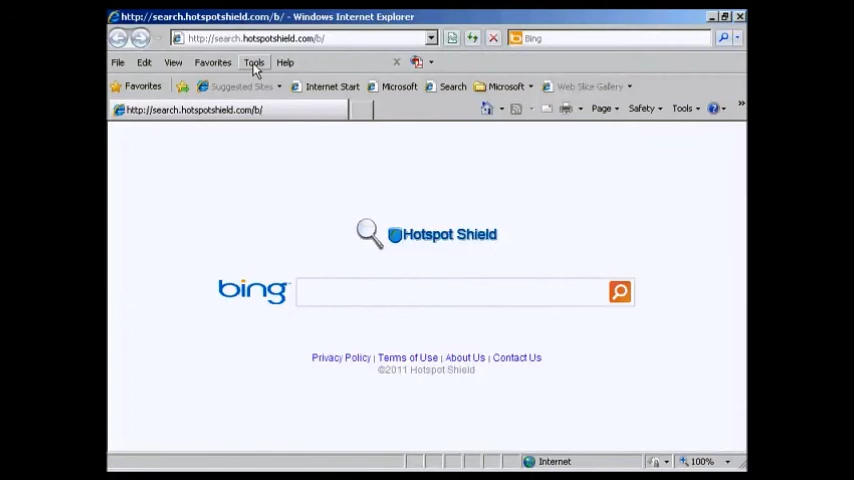 http://search.hotspotshield.com/b/ - Windows Internet Explorer
http://search.hotspotshield.com/b/
Bing
File Edit View Favorites Tools Help
Favorites Suggested Sites Internet Start Microsoft Search Microsoft Web Slice Gallery
http://search.hotspotshield.com/b/ Page Safety Tools
Hotspot Shield
bing
Privacy Policy | Terms of Use | About Us | Contact Us
©2011 Hotspot Shield
Internet 100%